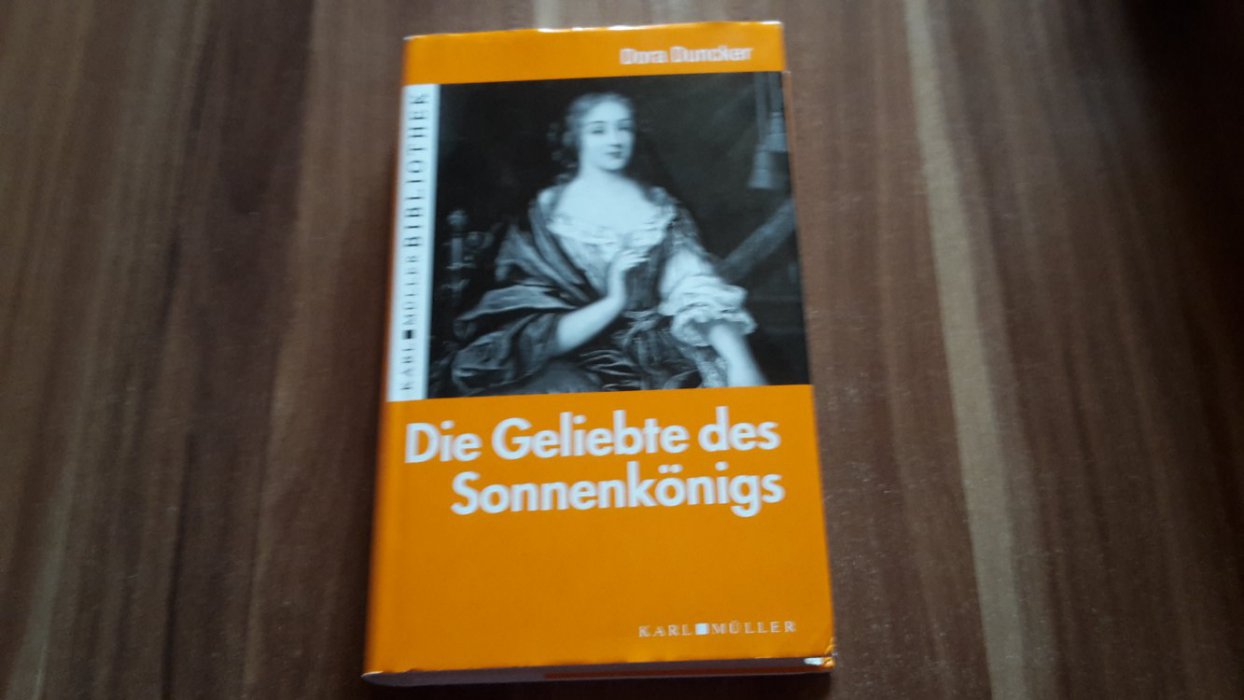 Dora Duncker
KARL ■ MÜLLER BIBLIOTHEK
Die Geliebte des
Sonnenkönigs
KARL ■ MÜLLER